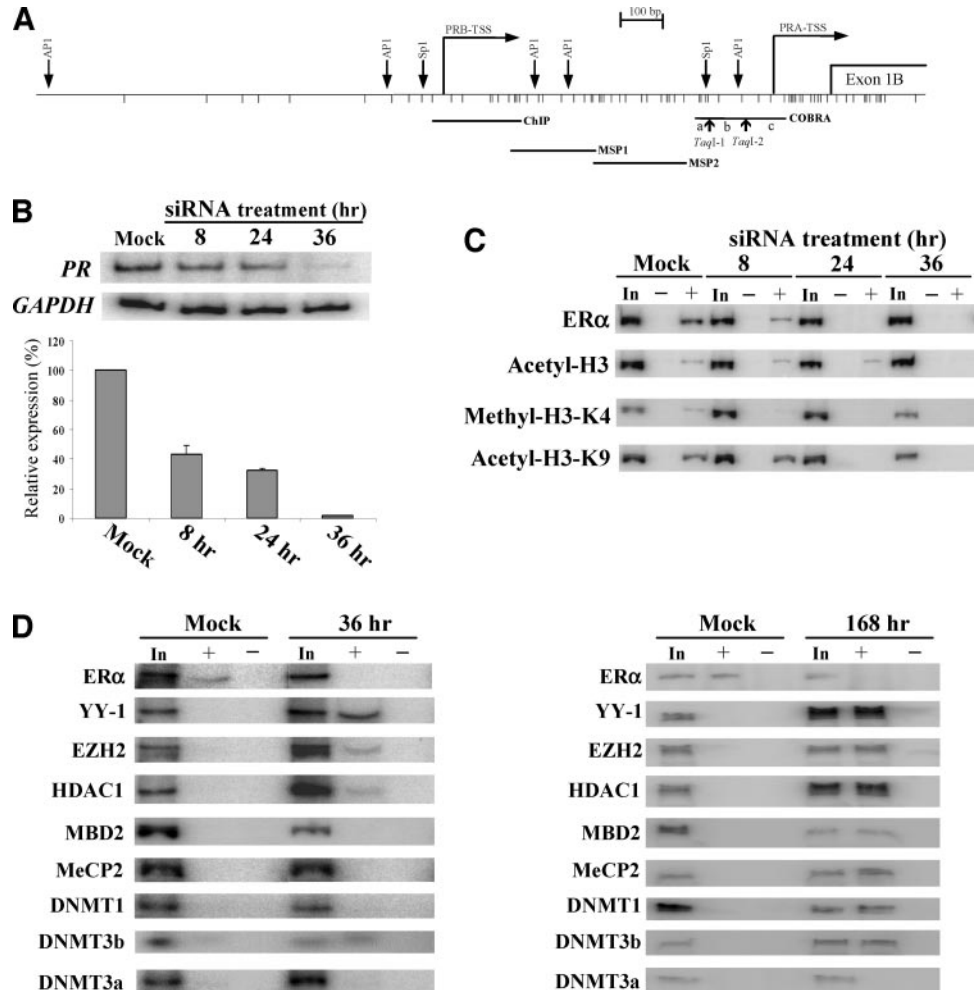 A
100 bp
AP1 AP1 Sp1 PRB-TSS AP1 AP1 Sp1 AP1 PRA-TSS
Exon 1B
ChIP
a b c COBRA
TaqI-1 TaqI-2
MSP1
MSP2
B
siRNA treatment (hr)
Mock 8 24 36
PR
GAPDH
Relative expression (%)
120
100
80
60
40
20
0
Mock 8 hr 24 hr 36 hr
C
siRNA treatment (hr)
Mock 8 24 36
In − + In − + In − + In − +
ERα
Acetyl-H3
Methyl-H3-K4
Acetyl-H3-K9
D
Mock 36 hr
In + − In + −
ERα
YY-1
EZH2
HDAC1
MBD2
MeCP2
DNMT1
DNMT3b
DNMT3a
Mock 168 hr
In + − In + −
ERα
YY-1
EZH2
HDAC1
MBD2
MeCP2
DNMT1
DNMT3b
DNMT3a